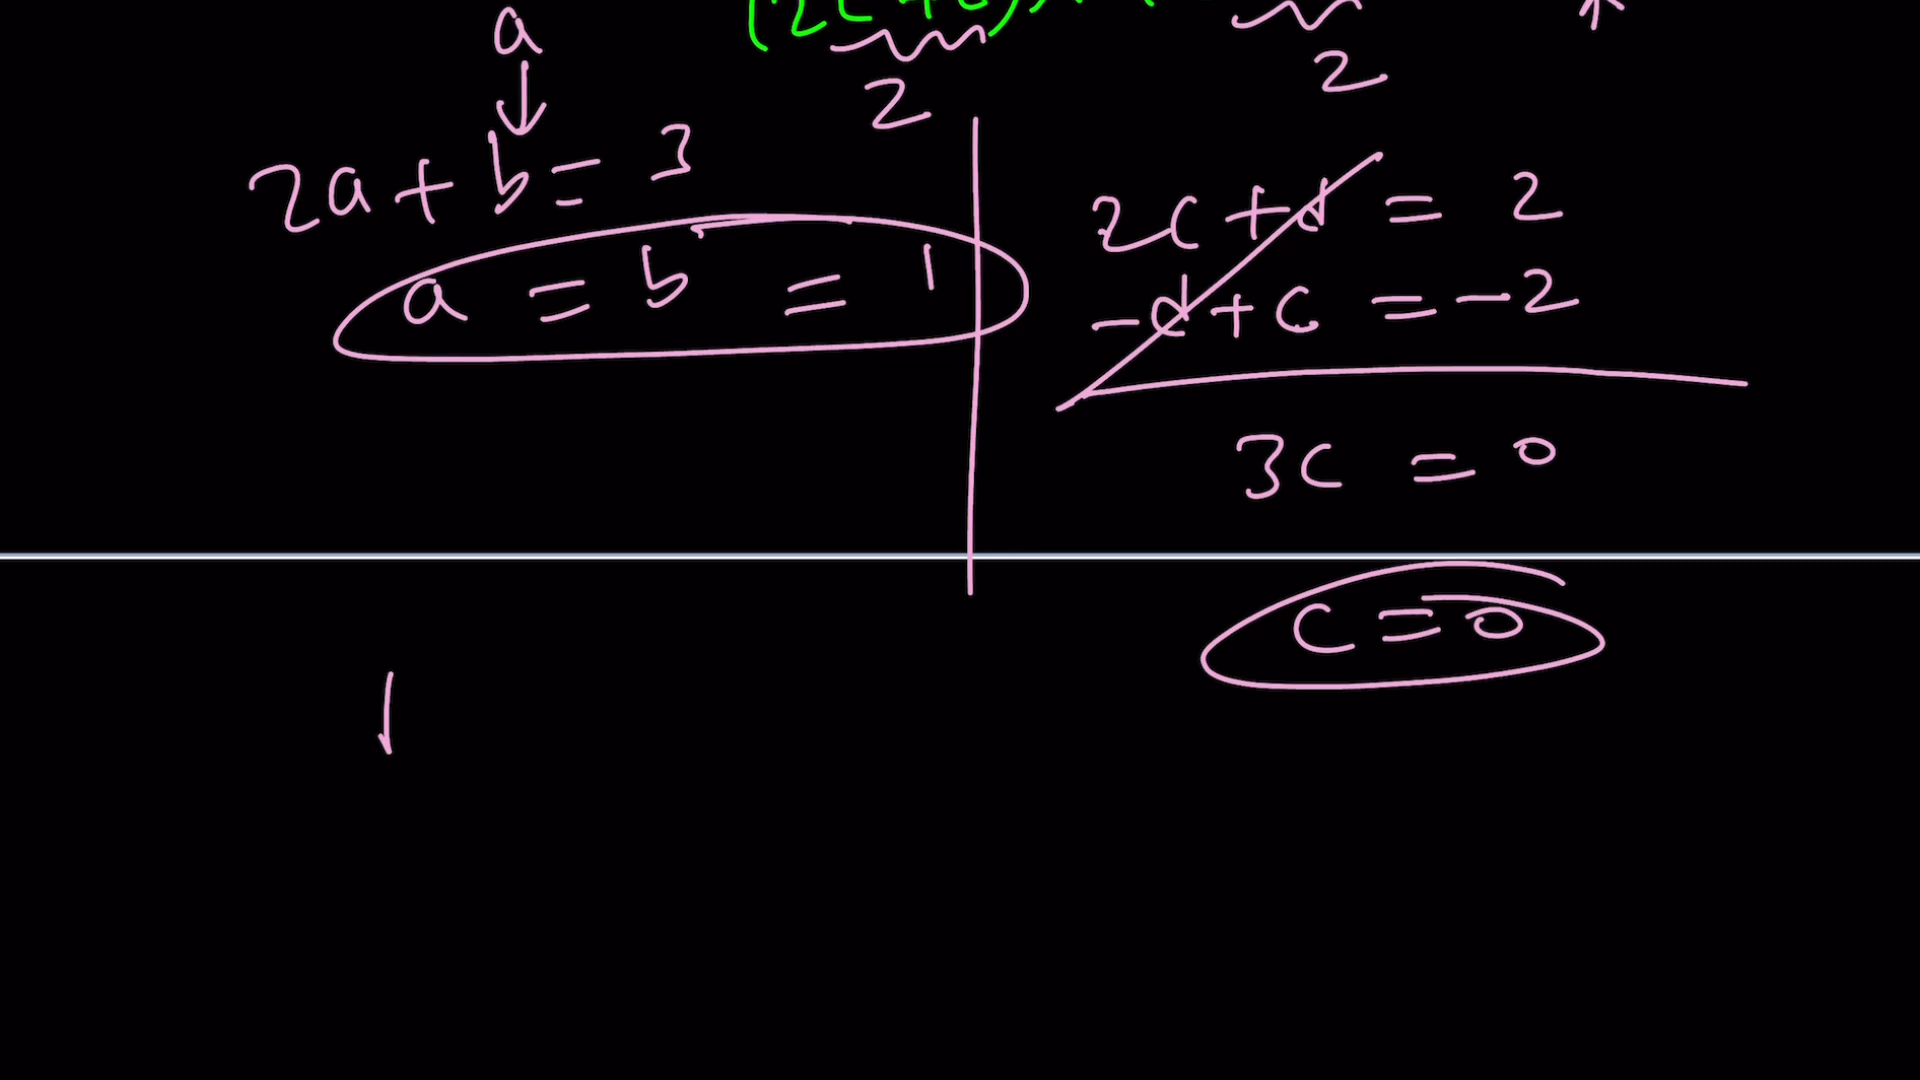 a
↓
2
2
2a + b = 3
a = b = 1
2c + d = 2
-d + c = -2
3c = 0
c = 0